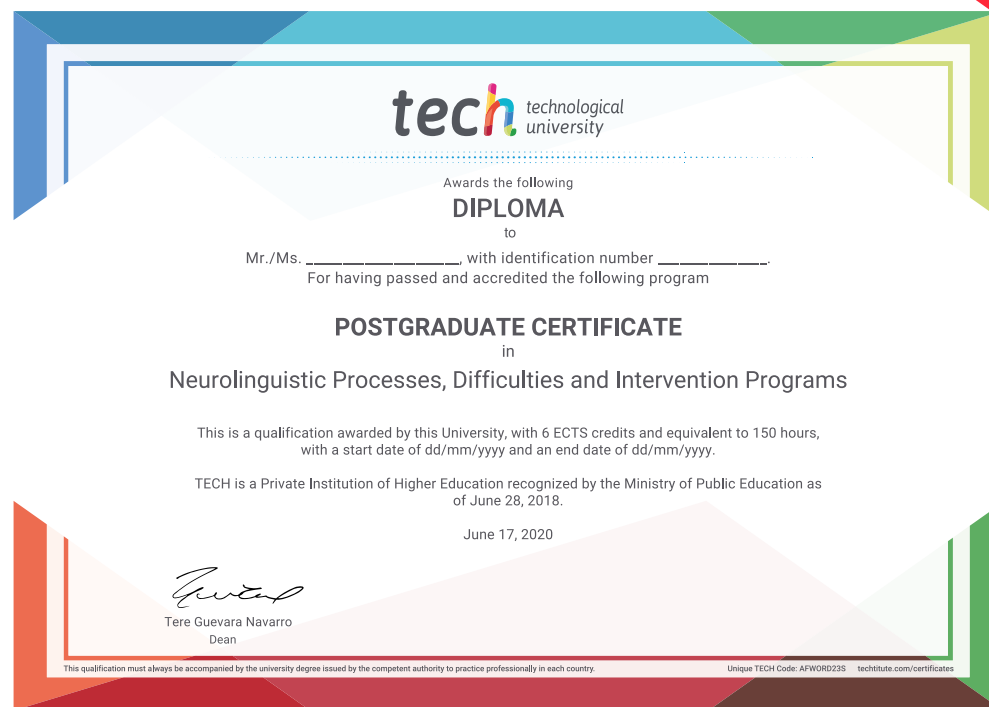 tech technological
university
Awards the following
DIPLOMA
to
Mr./Ms. ____________________, with identification number ______________.
For having passed and accredited the following program
POSTGRADUATE CERTIFICATE
in
Neurolinguistic Processes, Difficulties and Intervention Programs
This is a qualification awarded by this University, with 6 ECTS credits and equivalent to 150 hours,
with a start date of dd/mm/yyyy and an end date of dd/mm/yyyy.
TECH is a Private Institution of Higher Education recognized by the Ministry of Public Education as
of June 28, 2018.
June 17, 2020
Tere Guevara Navarro
Dean
This qualification must always be accompanied by the university degree issued by the competent authority to practice professionally in each country. Unique TECH Code: AFWORD23S techtitute.com/certificates